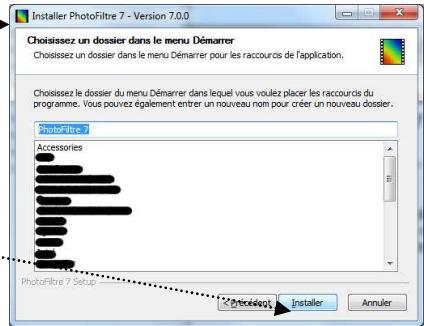 Installer PhotoFiltre 7 - Version 7.0.0
Choisissez un dossier dans le menu Démarrer
Choisissez un dossier dans le menu Démarrer pour les raccourcis de l'application.
Choisissez le dossier du menu Démarrer dans lequel vous voulez placer les raccourcis du
programme. Vous pouvez également entrer un nouveau nom pour créer un nouveau dossier.
PhotoFiltre 7
Accessories
PhotoFiltre 7 Setup
< Précédent Installer Annuler